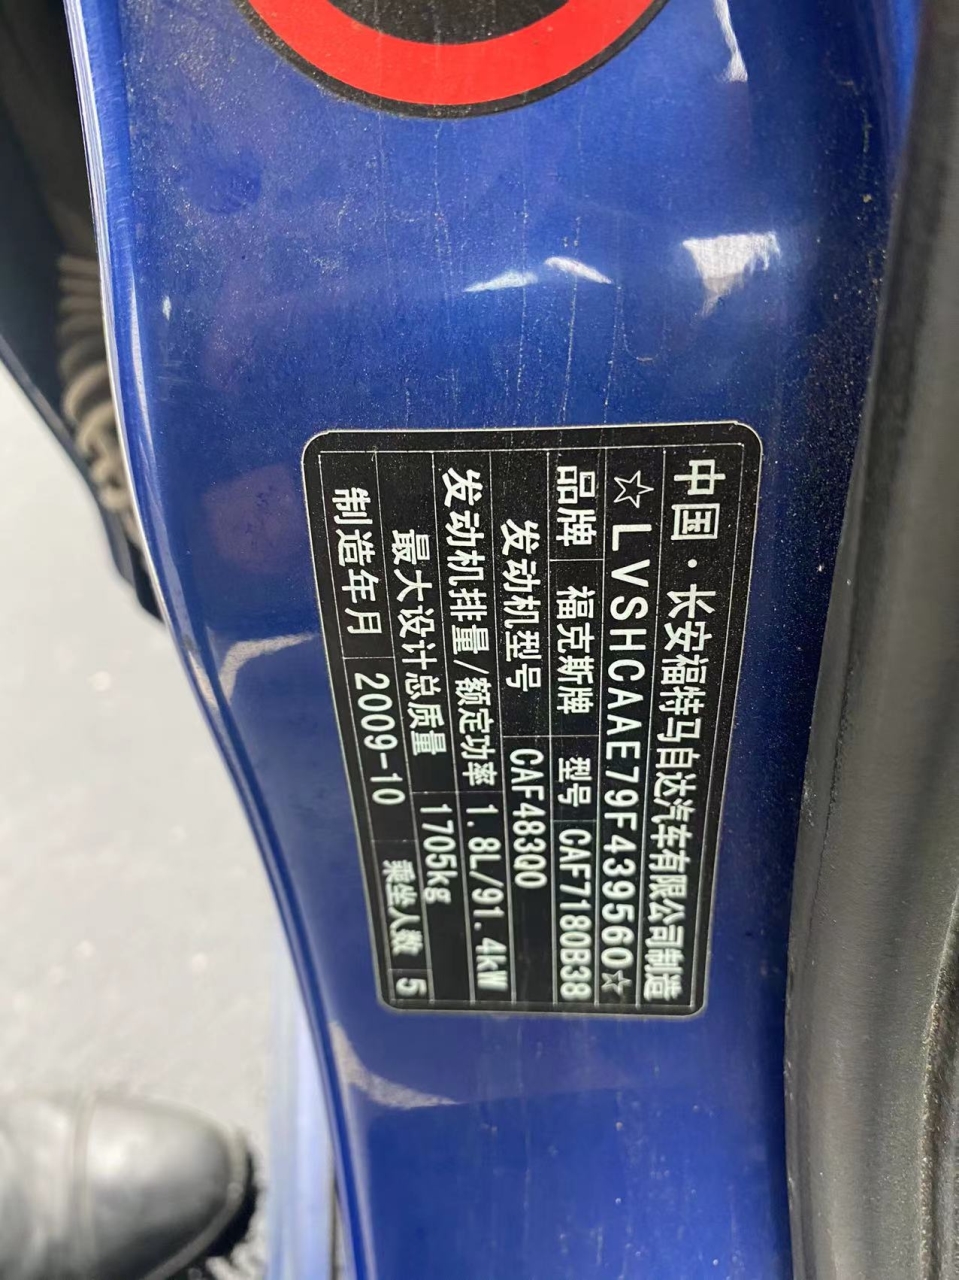 中国·长安福特马自达汽车有限公司制造
☆LVSHCAAE79F439560☆
品牌 福克斯牌 型号 CAF7180B38
发动机型号 CAF483Q0
发动机排量/额定功率 1.8L/91.4kW
最大设计总质量 1705kg
制造年月 2009-10 乘坐人数 5